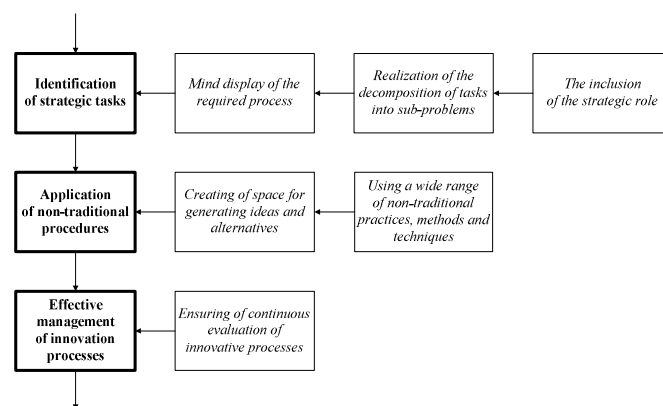 Identification
of strategic tasks
Mind display of the
required process
Realization of the
decomposition of tasks
into sub-problems
The inclusion
of the strategic role
Application
of non-traditional
procedures
Creating of space for
generating ideas and
alternatives
Using a wide range
of non-traditional
practices, methods and
techniques
Effective
management
of innovation
processes
Ensuring of continuous
evaluation of
innovative processes